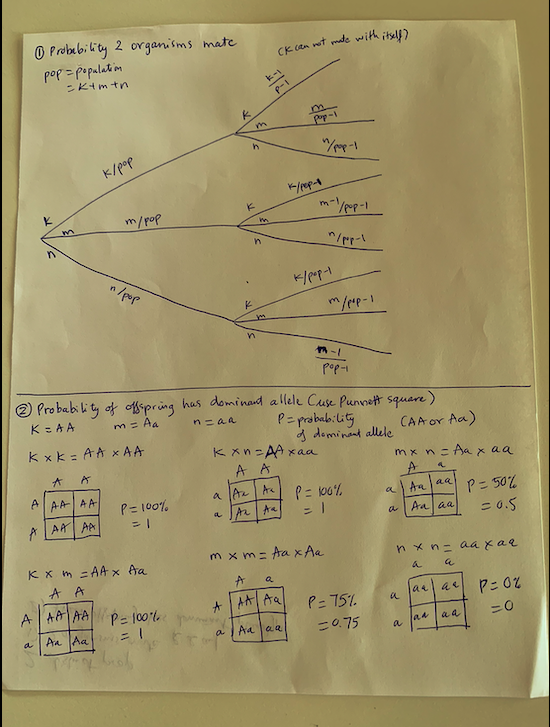 ① Probability 2 organisms mate
(K can not mate with itself)
pop = population
= K+m+n
K
m
n
K/pop
m/pop
n/pop
K
m
n
K-1
p-1
m
pop-1
n/pop-1
K
m
n
K/pop-1
m-1/pop-1
n/pop-1
K
m
n
K/pop-1
m/pop-1
m-1
pop-1
② Probability of offspring has dominant allele (use Punnett square)
K = AA m = Aa n = aa P = probability (AA or Aa)
of dominant allele
K x K = AA x AA
A A
A AA AA
A AA AA
P = 100%
= 1
K x n = AA x aa
A A
a Aa Aa
a Aa Aa
P = 100%
= 1
m x n = Aa x aa
A a
a Aa aa
a Aa aa
P = 50%
= 0.5
K x m = AA x Aa
A A
A AA AA
a Aa Aa
P = 100%
= 1
m x m = Aa x Aa
A a
A AA Aa
a Aa aa
P = 75%
= 0.75
n x n = aa x aa
a a
a aa aa
a aa aa
P = 0%
= 0